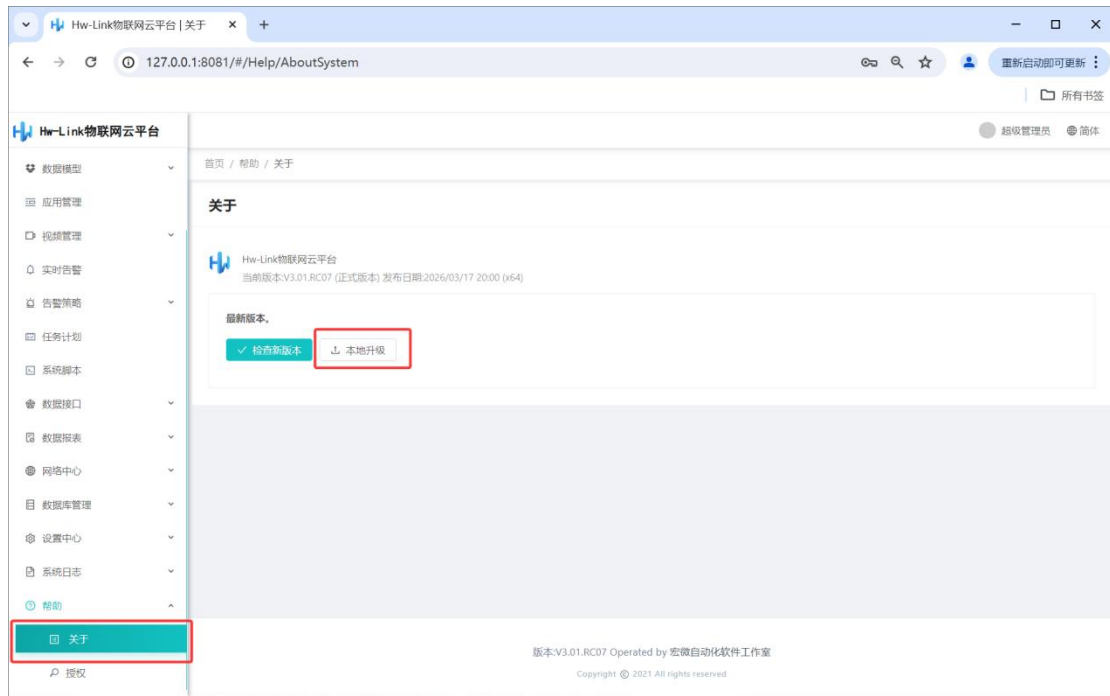 Hw-Link物联网云平台 | 关于
127.0.0.1:8081/#/Help/AboutSystem
重新启动即可更新
所有书签
Hw-Link物联网云平台
超级管理员 简体
数据模型
首页 / 帮助 / 关于
应用管理
关于
视频管理
实时告警
Hw-Link物联网云平台
当前版本:V3.01.RC07 (正式版本) 发布日期:2026/03/17 20:00 (x64)
告警策略
最新版本。
任务计划
检查新版本 本地升级
系统脚本
数据接口
数据报表
网络中心
数据库管理
设置中心
系统日志
帮助
关于
版本:V3.01.RC07 Operated by 宏微自动化软件工作室
授权
Copyright © 2021 All rights reserved